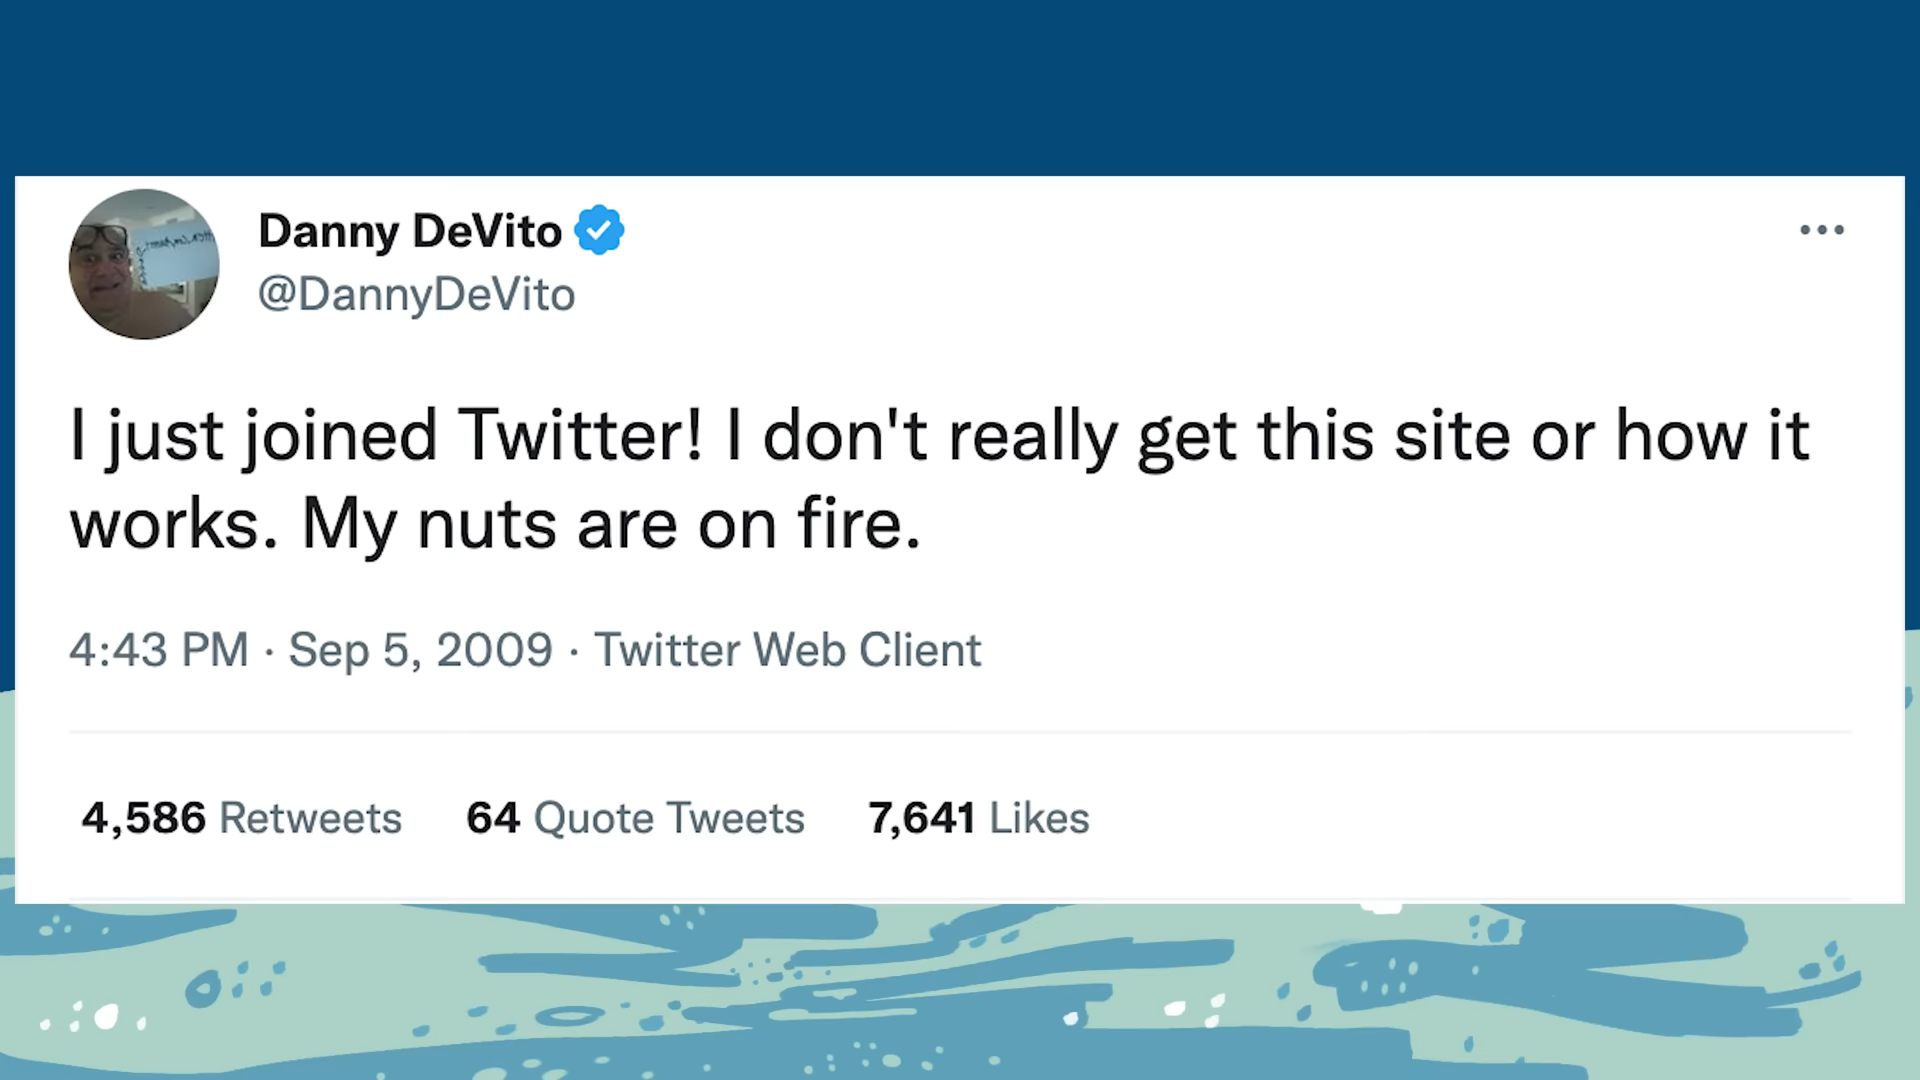 Danny DeVito
@DannyDeVito
I just joined Twitter! I don't really get this site or how it
works. My nuts are on fire.
4:43 PM · Sep 5, 2009 · Twitter Web Client
4,586 Retweets 64 Quote Tweets 7,641 Likes